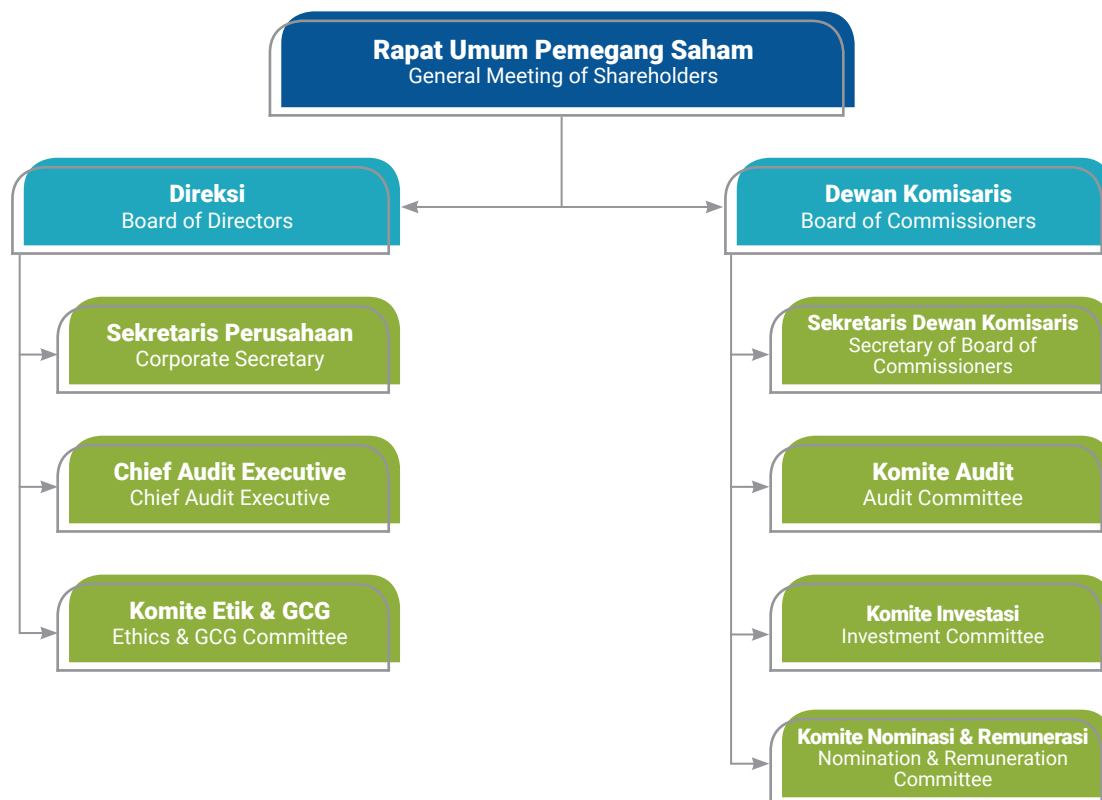 Rapat Umum Pemegang Saham
General Meeting of Shareholders
Direksi
Board of Directors
Dewan Komisaris
Board of Commissioners
Sekretaris Perusahaan
Corporate Secretary
Sekretaris Dewan Komisaris
Secretary of Board of
Commissioners
Chief Audit Executive
Chief Audit Executive
Komite Audit
Audit Committee
Komite Etik & GCG
Ethics & GCG Committee
Komite Investasi
Investment Committee
Komite Nominasi & Remunerasi
Nomination & Remuneration
Committee